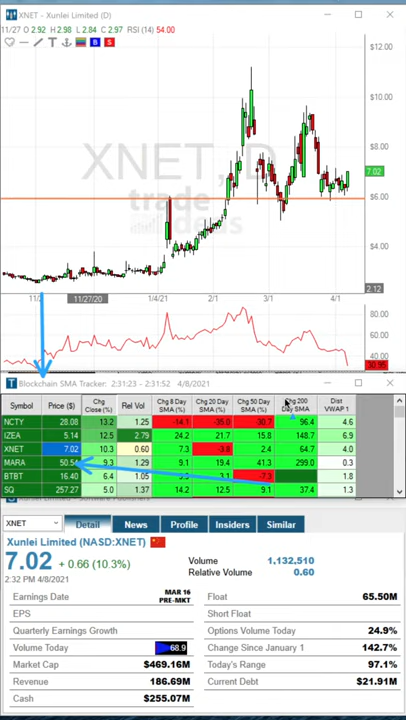 XNET - Xunlei Limited (D)
11/27 O 2.92 H 2.98 L 2.84 C 2.97 RSI (14) 54.00
B S
$12.00
$10.00
$8.00
7.02
$6.00
$4.00
2.12
XNET, D
trade
ideas
11/27/20 1/4/21 2/1 3/1 4/1
80.00
60.00
40.00
30.95
Blockchain SMA Tracker: 2:31:23 - 2:31:52 4/8/2021
Symbol Price ($) Chg Close (%) Rel Vol Chg 8 Day SMA (%) Chg 20 Day SMA (%) Chg 50 Day SMA (%) Chg 200 Day SMA Dist VWAP 1
NCTY 28.08 13.2 1.25 -14.1 -35.0 -30.7 96.4 4.6
IZEA 5.14 12.5 2.79 24.2 21.7 15.8 148.7 6.9
XNET 7.02 10.3 0.60 7.3 -3.8 2.4 64.7 4.0
MARA 50.5 9.3 1.29 9.1 19.4 41.3 299.0 0.3
BTBT 16.40 6.4 1.05 3.1 -7.3 1.8
SQ 257.27 5.0 1.37 14.2 12.5 9.1 37.4 1.3
XNET Detail News Profile Insiders Similar
Xunlei Limited (NASD:XNET)
7.02 + 0.66 (10.3%)
2:32 PM 4/8/2021
Volume 1,132,510
Relative Volume 0.60
Earnings Date MAR 16 PRE-MKT
EPS
Quarterly Earnings Growth
Volume Today 68.9
Market Cap $469.16M
Revenue 186.69M
Cash $255.07M
Float 65.50M
Short Float
Options Volume Today 24.9%
Change Since January 1 142.7%
Today's Range 97.1%
Current Debt $21.91M